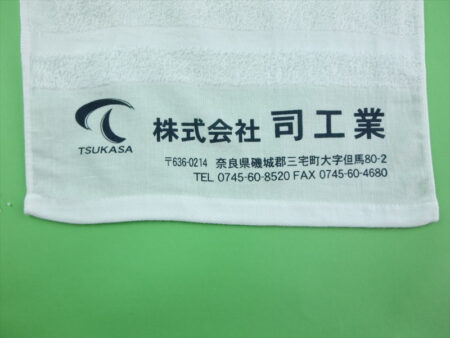 TSUKASA
株式会社 司工業
〒636-0214 奈良県磯城郡三宅町大字但馬80-2
TEL 0745-60-8520 FAX 0745-60-4680